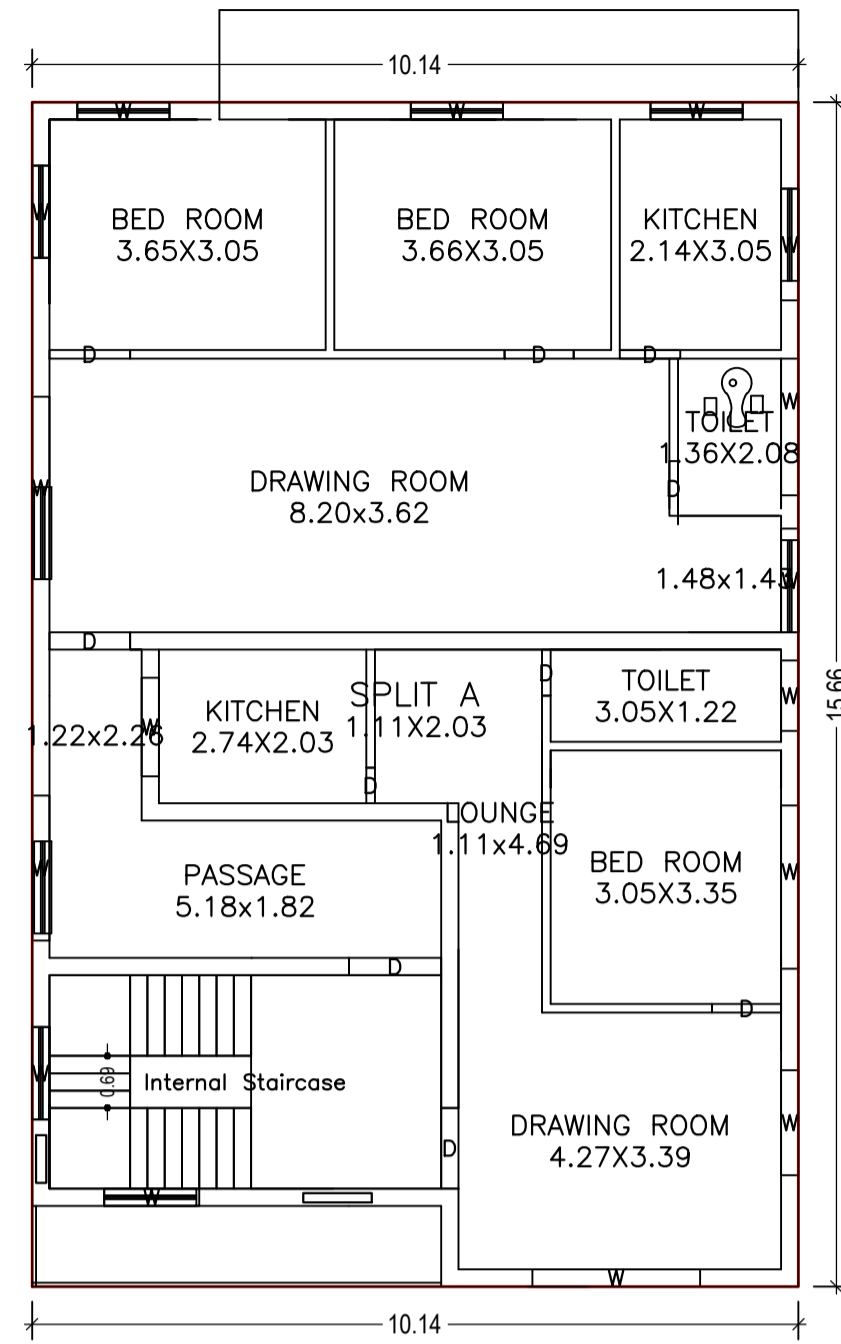 10.14
W
W
W
W
BED ROOM
3.65X3.05
BED ROOM
3.66X3.05
KITCHEN
2.14X3.05
W
D
D
D
W
TOILET
1.36X2.08
DRAWING ROOM
8.20x3.62
W
D
1.48x1.43
W
D
15.66
SPLIT A
1.11X2.03
D
TOILET
3.05X1.22
W
KITCHEN
2.74X2.03
1.22x2.26
W
D
LOUNGE
1.11x4.69
BED ROOM
3.05X3.35
W
W
PASSAGE
5.18x1.82
D
D
W
0.69
Internal Staircase
DRAWING ROOM
4.27X3.39
W
D
W
W
10.14